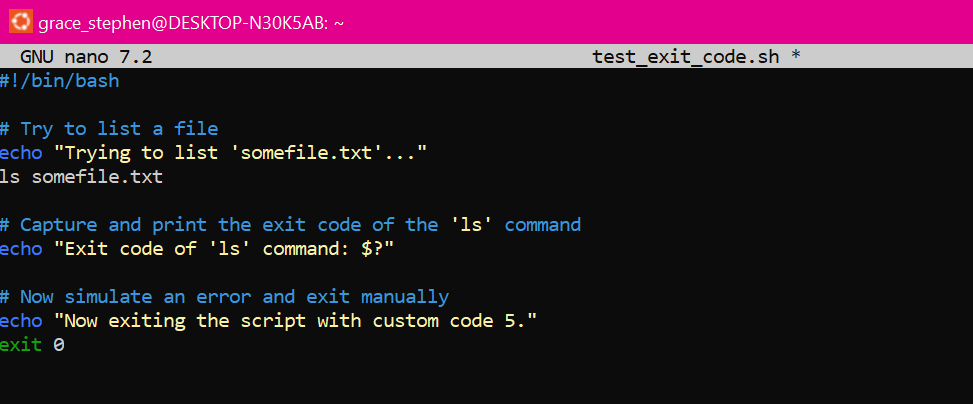 grace_stephen@DESKTOP-N30K5AB: ~
GNU nano 7.2 test_exit_code.sh *
#!/bin/bash
# Try to list a file
echo "Trying to list 'somefile.txt'..."
ls somefile.txt
# Capture and print the exit code of the 'ls' command
echo "Exit code of 'ls' command: $?"
# Now simulate an error and exit manually
echo "Now exiting the script with custom code 5."
exit 0